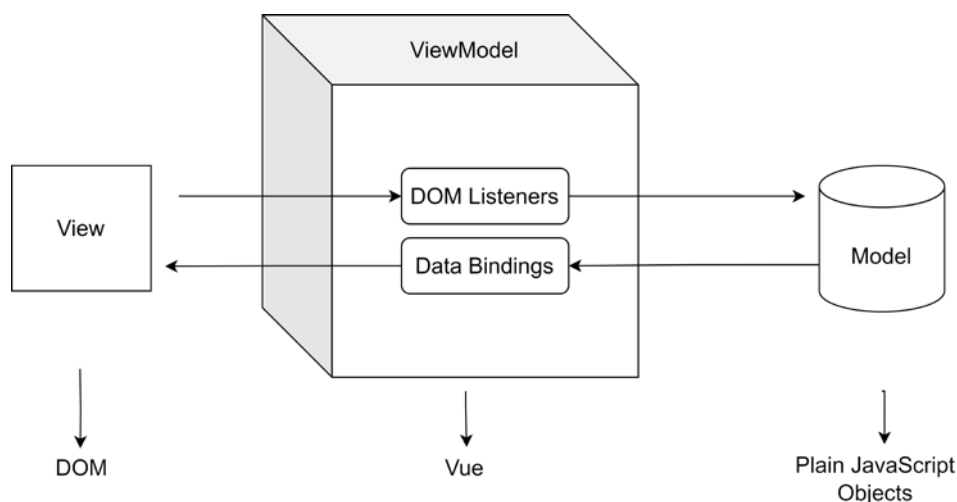 ViewModel
DOM Listeners
View
Data Bindings
Model
DOM
Vue
Plain JavaScript
Objects